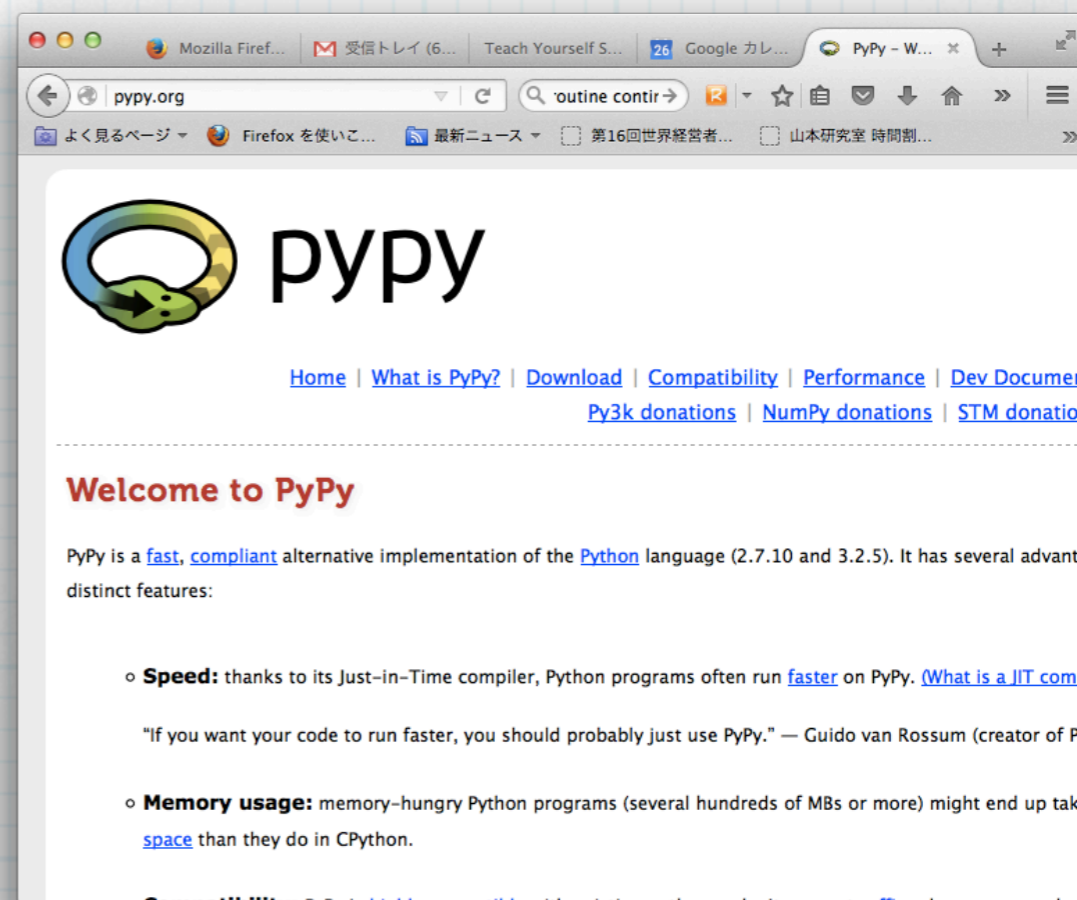 Mozilla Firef...
受信トレイ (6...
Teach Yourself S...
26 Google カレ...
PyPy - W...
pypy.org
outine contir
よく見るページ
Firefox を使いこ...
最新ニュース
第16回世界経営者...
山本研究室 時間割...
pypy
Home | What is PyPy? | Download | Compatibility | Performance | Dev Documen
Py3k donations | NumPy donations | STM donatio
Welcome to PyPy
PyPy is a fast, compliant alternative implementation of the Python language (2.7.10 and 3.2.5). It has several advant
distinct features:
Speed: thanks to its Just-in-Time compiler, Python programs often run faster on PyPy. (What is a JIT com
“If you want your code to run faster, you should probably just use PyPy.” — Guido van Rossum (creator of P
Memory usage: memory-hungry Python programs (several hundreds of MBs or more) might end up tak
space than they do in CPython.